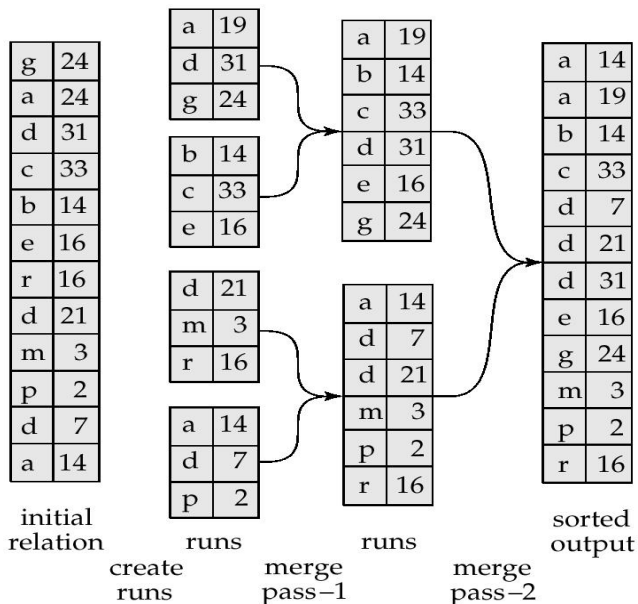 g 24
a 24
d 31
c 33
b 14
e 16
r 16
d 21
m 3
p 2
d 7
a 14
initial
relation
create
runs
a 19
d 31
g 24
b 14
c 33
e 16
d 21
m 3
r 16
a 14
d 7
p 2
runs
merge
pass–1
a 19
b 14
c 33
d 31
e 16
g 24
a 14
d 7
d 21
m 3
p 2
r 16
runs
merge
pass–2
a 14
a 19
b 14
c 33
d 7
d 21
d 31
e 16
g 24
m 3
p 2
r 16
sorted
output